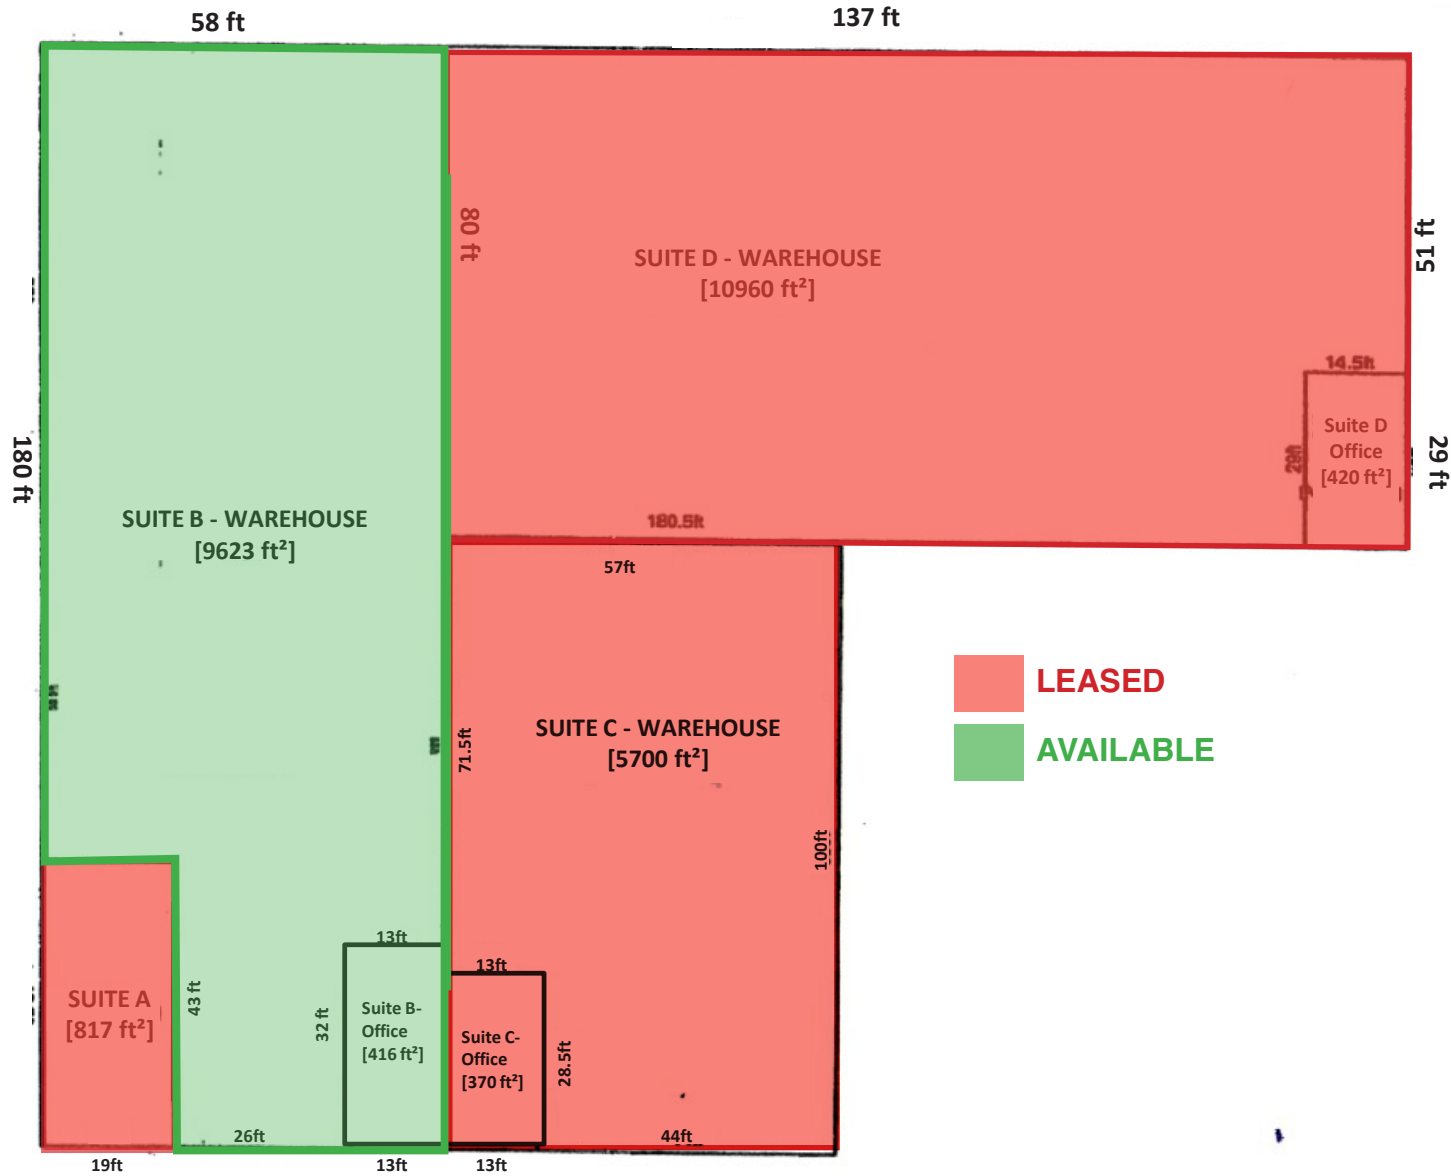 58 ft
137 ft
80 ft
SUITE D - WAREHOUSE
[10960 ft²]
51 ft
14.5ft
Suite D
Office
[420 ft²]
29ft
29 ft
180 ft
SUITE B - WAREHOUSE
[9623 ft²]
180.5ft
57ft
LEASED
AVAILABLE
SUITE C - WAREHOUSE
[5700 ft²]
71.5ft
100ft
13ft
13ft
SUITE A
[817 ft²]
43 ft
32 ft
Suite B-
Office
[416 ft²]
Suite C-
Office
[370 ft²]
28.5ft
26ft
44ft
19ft
13ft
13ft